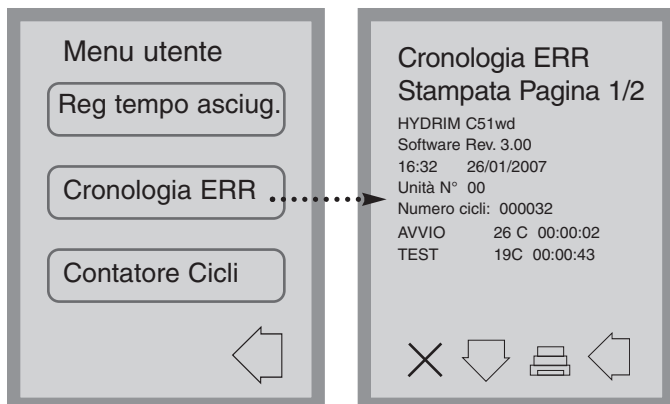 Menu utente
Reg tempo asciug.
Cronologia ERR
Contatore Cicli
Cronologia ERR
Stampata Pagina 1/2
HYDRIM C51wd
Software Rev. 3.00
16:32 26/01/2007
Unità N° 00
Numero cicli: 000032
AVVIO 26 C 00:00:02
TEST 19C 00:00:43